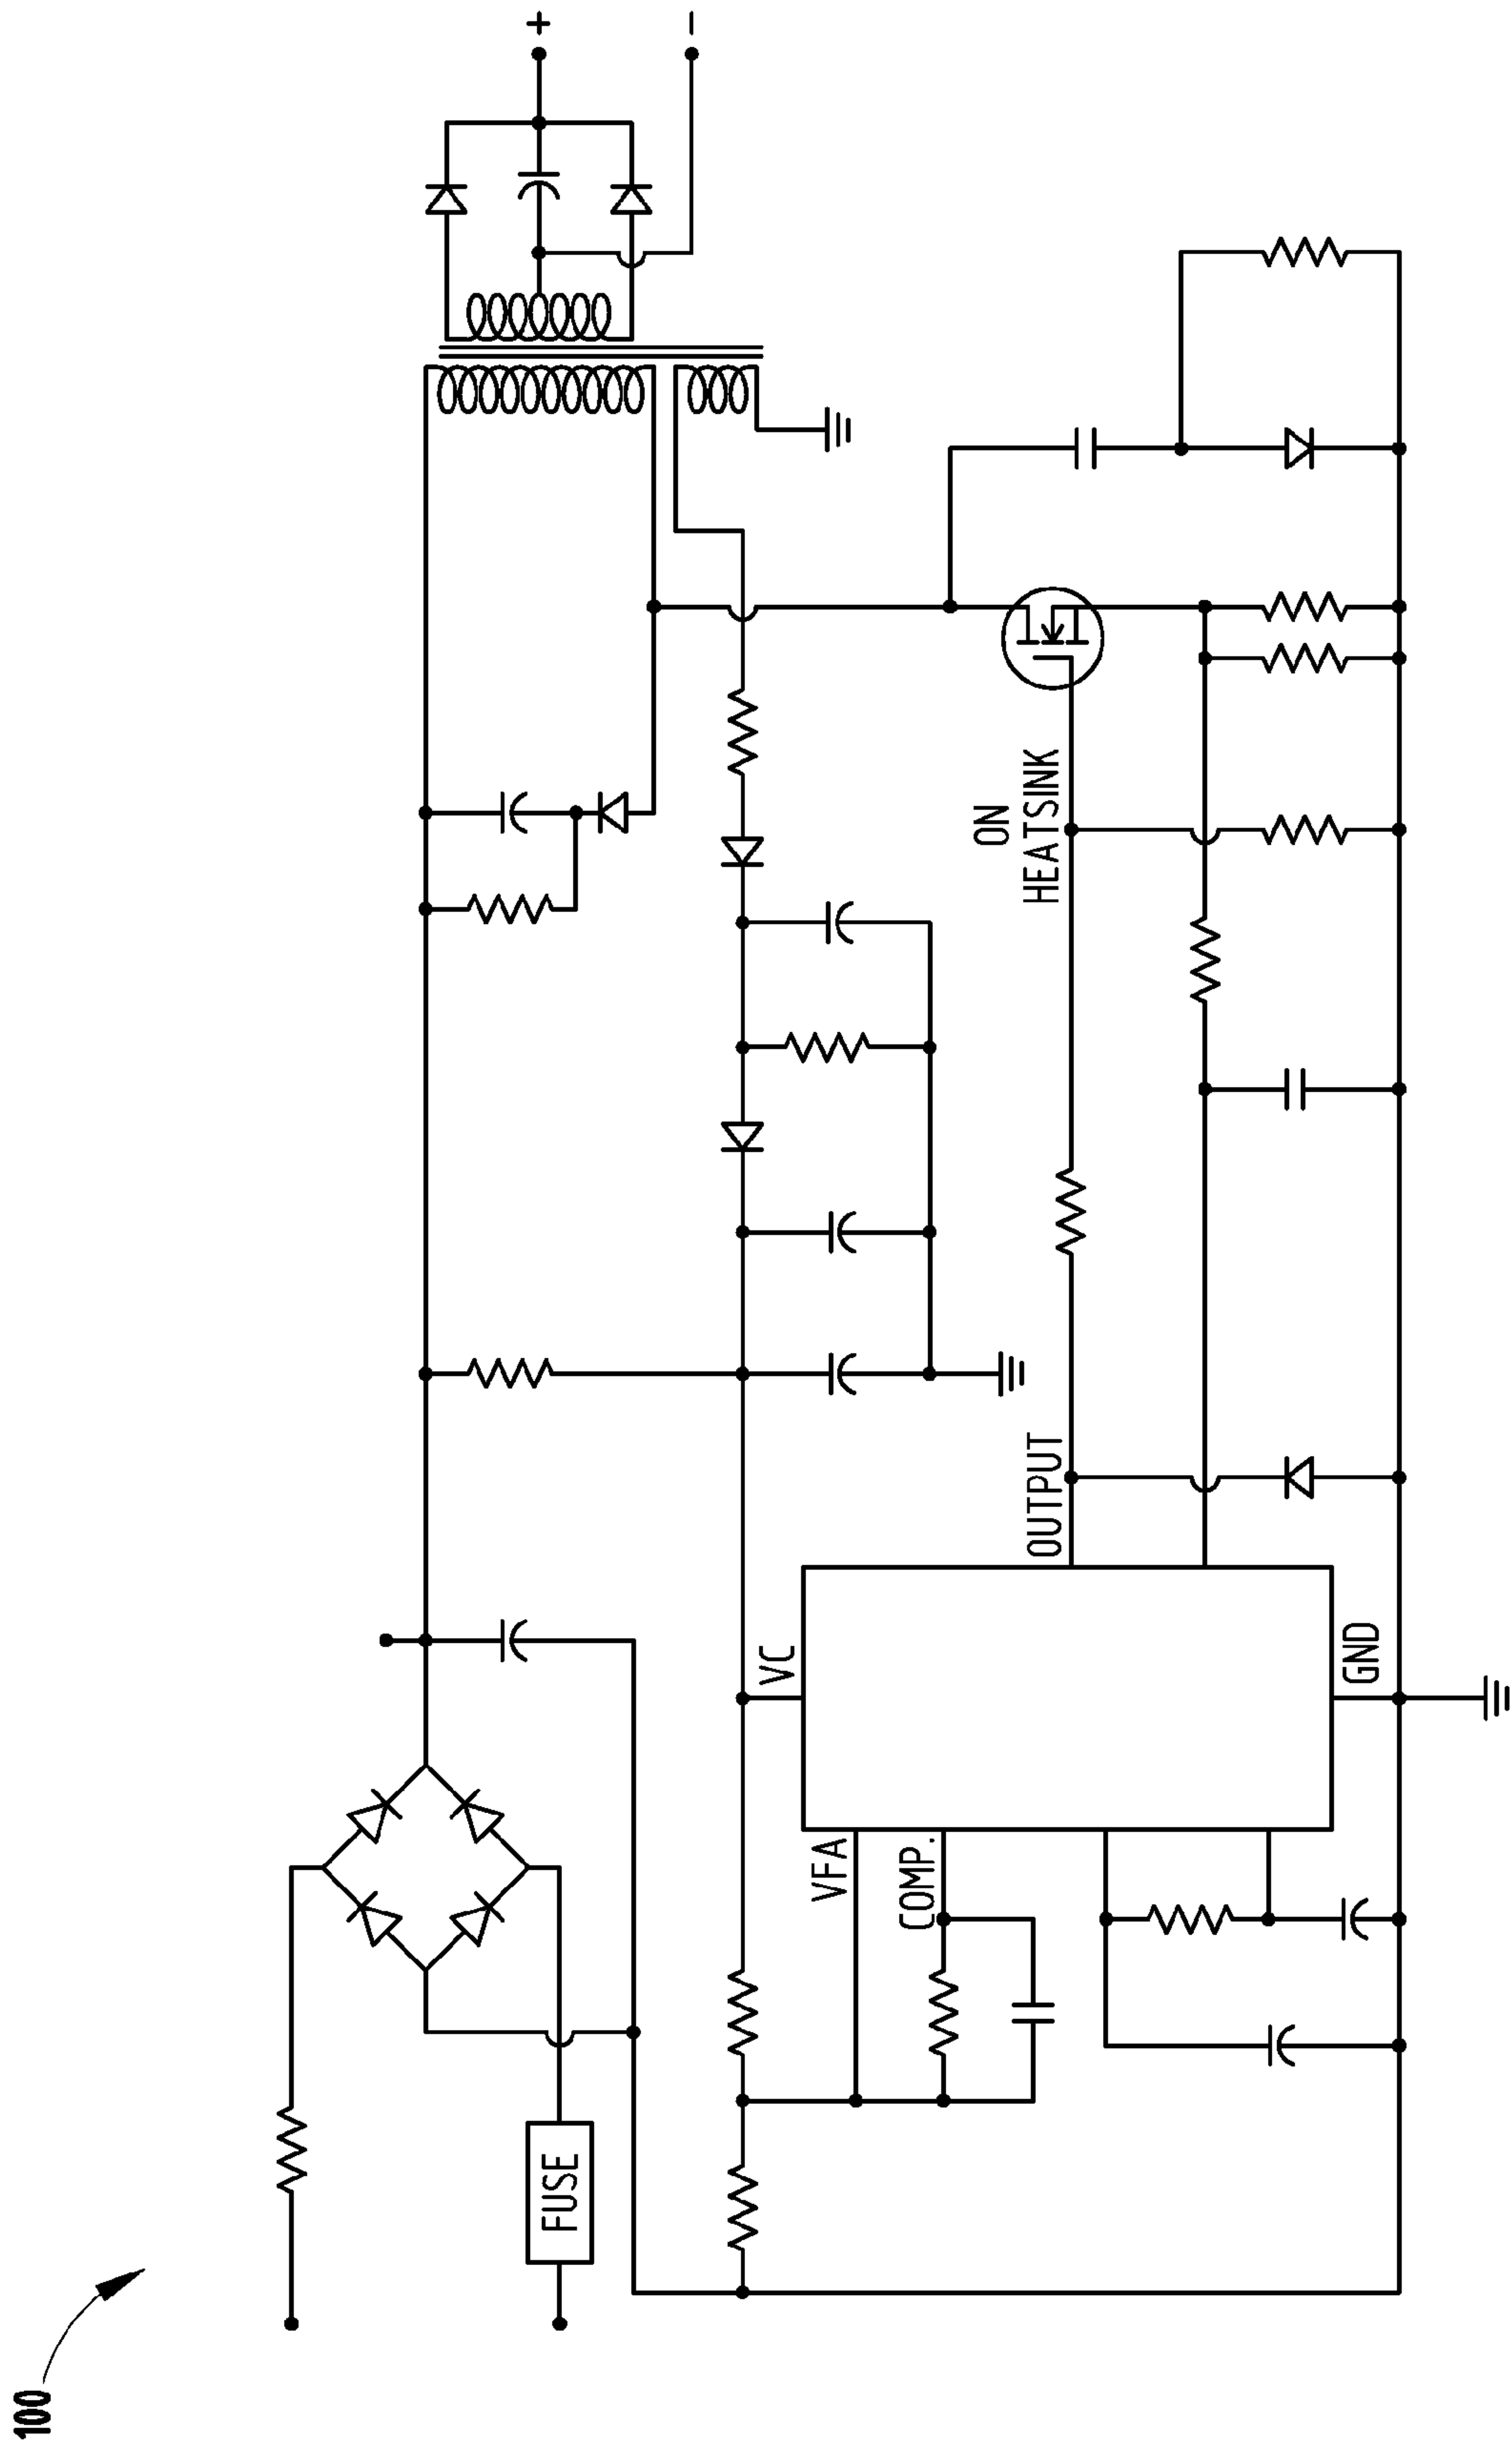 100
+
−
FUSE
VFA
COMP.
VC
GND
OUTPUT
ON
HEATSINK